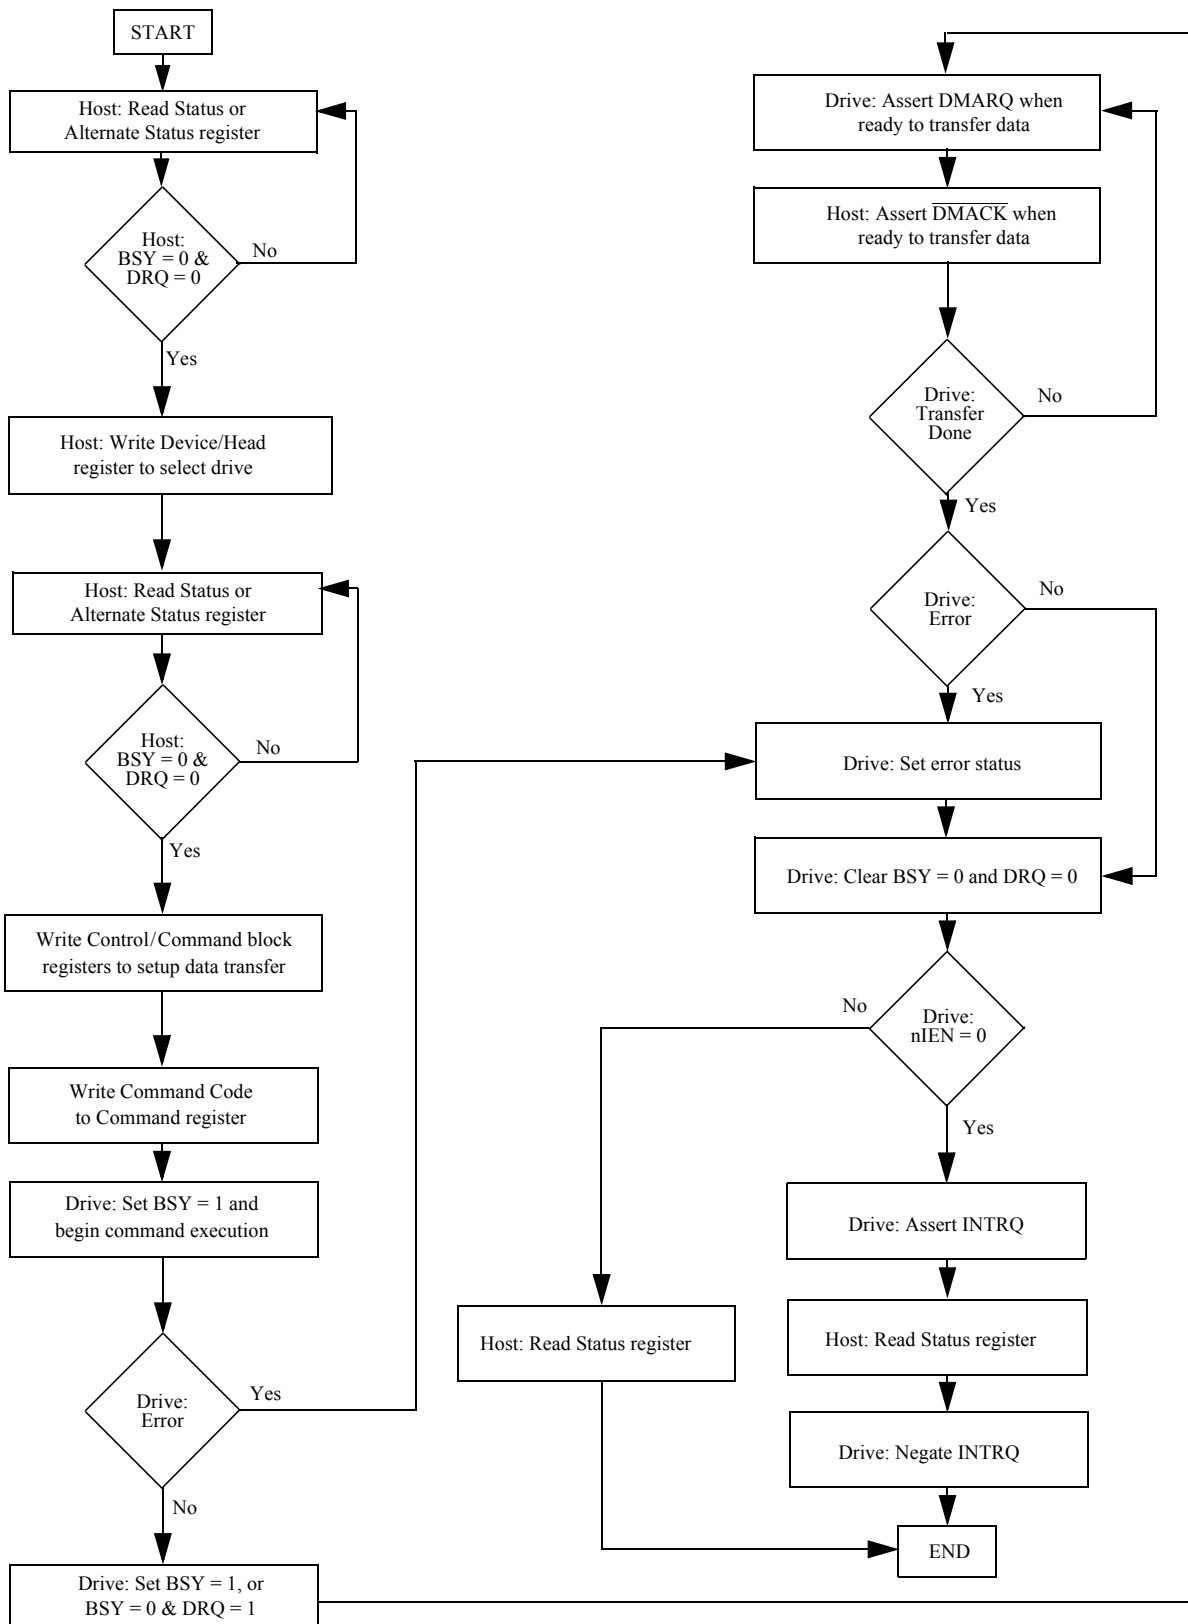 START
Host: Read Status or
Alternate Status register
Host:
BSY = 0 &
DRQ = 0
No
Yes
Host: Write Device/Head
register to select drive
Host: Read Status or
Alternate Status register
Host:
BSY = 0 &
DRQ = 0
No
Yes
Write Control/Command block
registers to setup data transfer
Write Command Code
to Command register
Drive: Set BSY = 1 and
begin command execution
Drive:
Error
Yes
No
Drive: Set BSY = 1, or
BSY = 0 & DRQ = 1
Drive: Assert DMARQ when
ready to transfer data
Host: Assert D̅M̅A̅C̅K̅ when
ready to transfer data
Drive:
Transfer
Done
No
Yes
Drive:
Error
No
Yes
Drive: Set error status
Drive: Clear BSY = 0 and DRQ = 0
Drive:
nIEN = 0
No
Yes
Host: Read Status register
Drive: Assert INTRQ
Host: Read Status register
Drive: Negate INTRQ
END